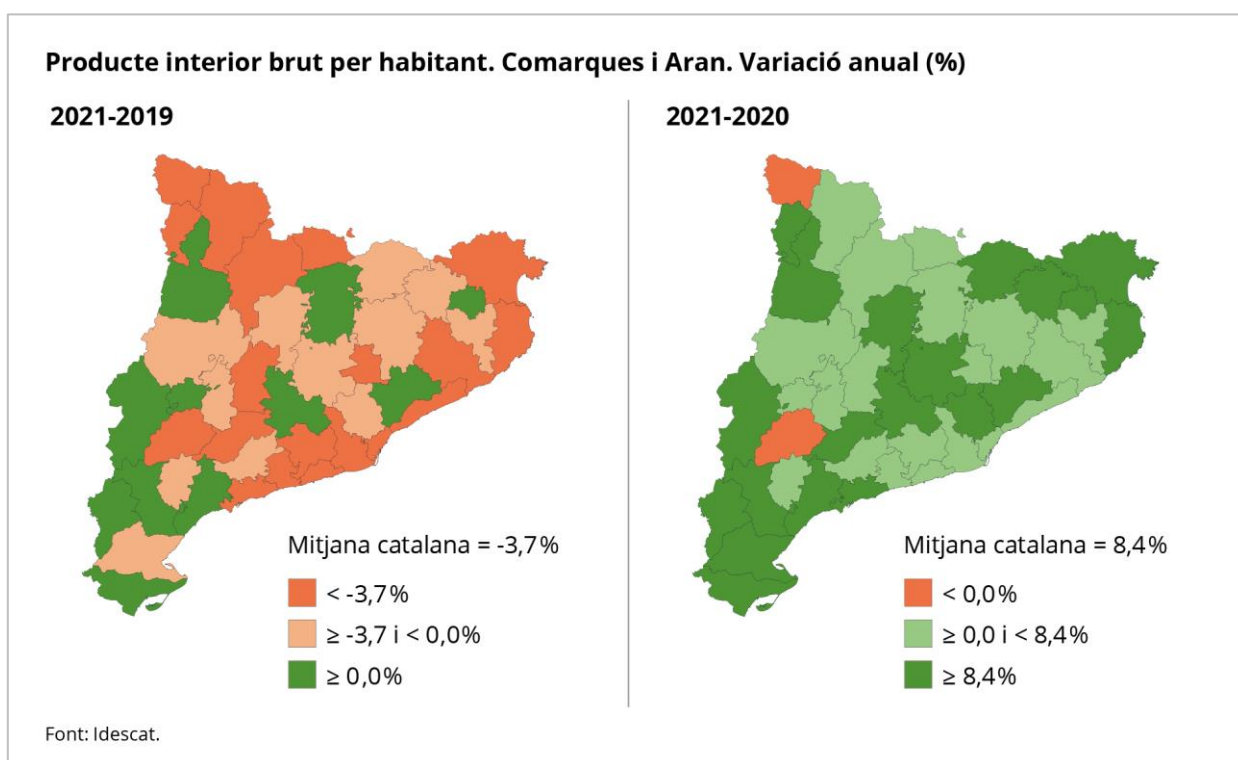 Producte interior brut per habitant. Comarques i Aran. Variació anual (%)
2021-2019
Mitjana catalana = -3,7%
< -3,7%
≥ -3,7 i < 0,0%
≥ 0,0%
2021-2020
Mitjana catalana = 8,4%
< 0,0%
≥ 0,0 i < 8,4%
≥ 8,4%
Font: Idescat.